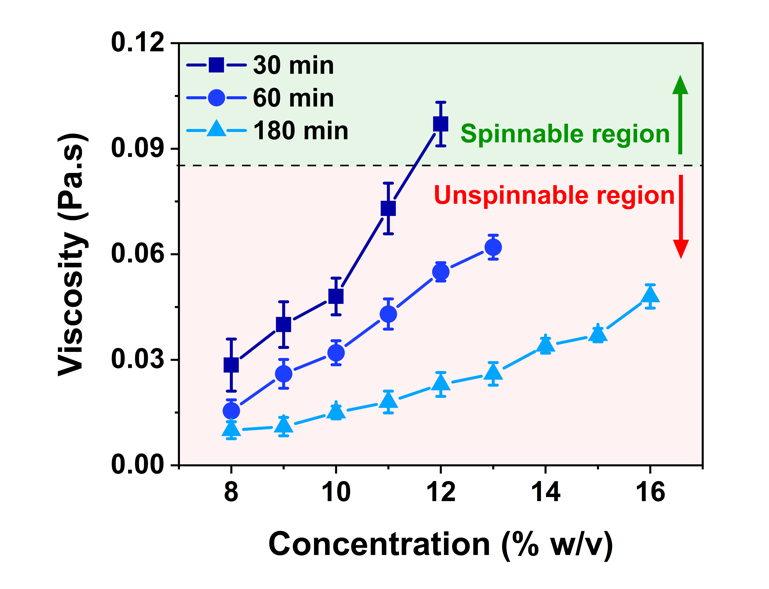 0.12
30 min
60 min
180 min
Spinnable region
0.09
Unspinnable region
0.06
0.03
0.00
Viscosity (Pa.s)
8 10 12 14 16
Concentration (% w/v)